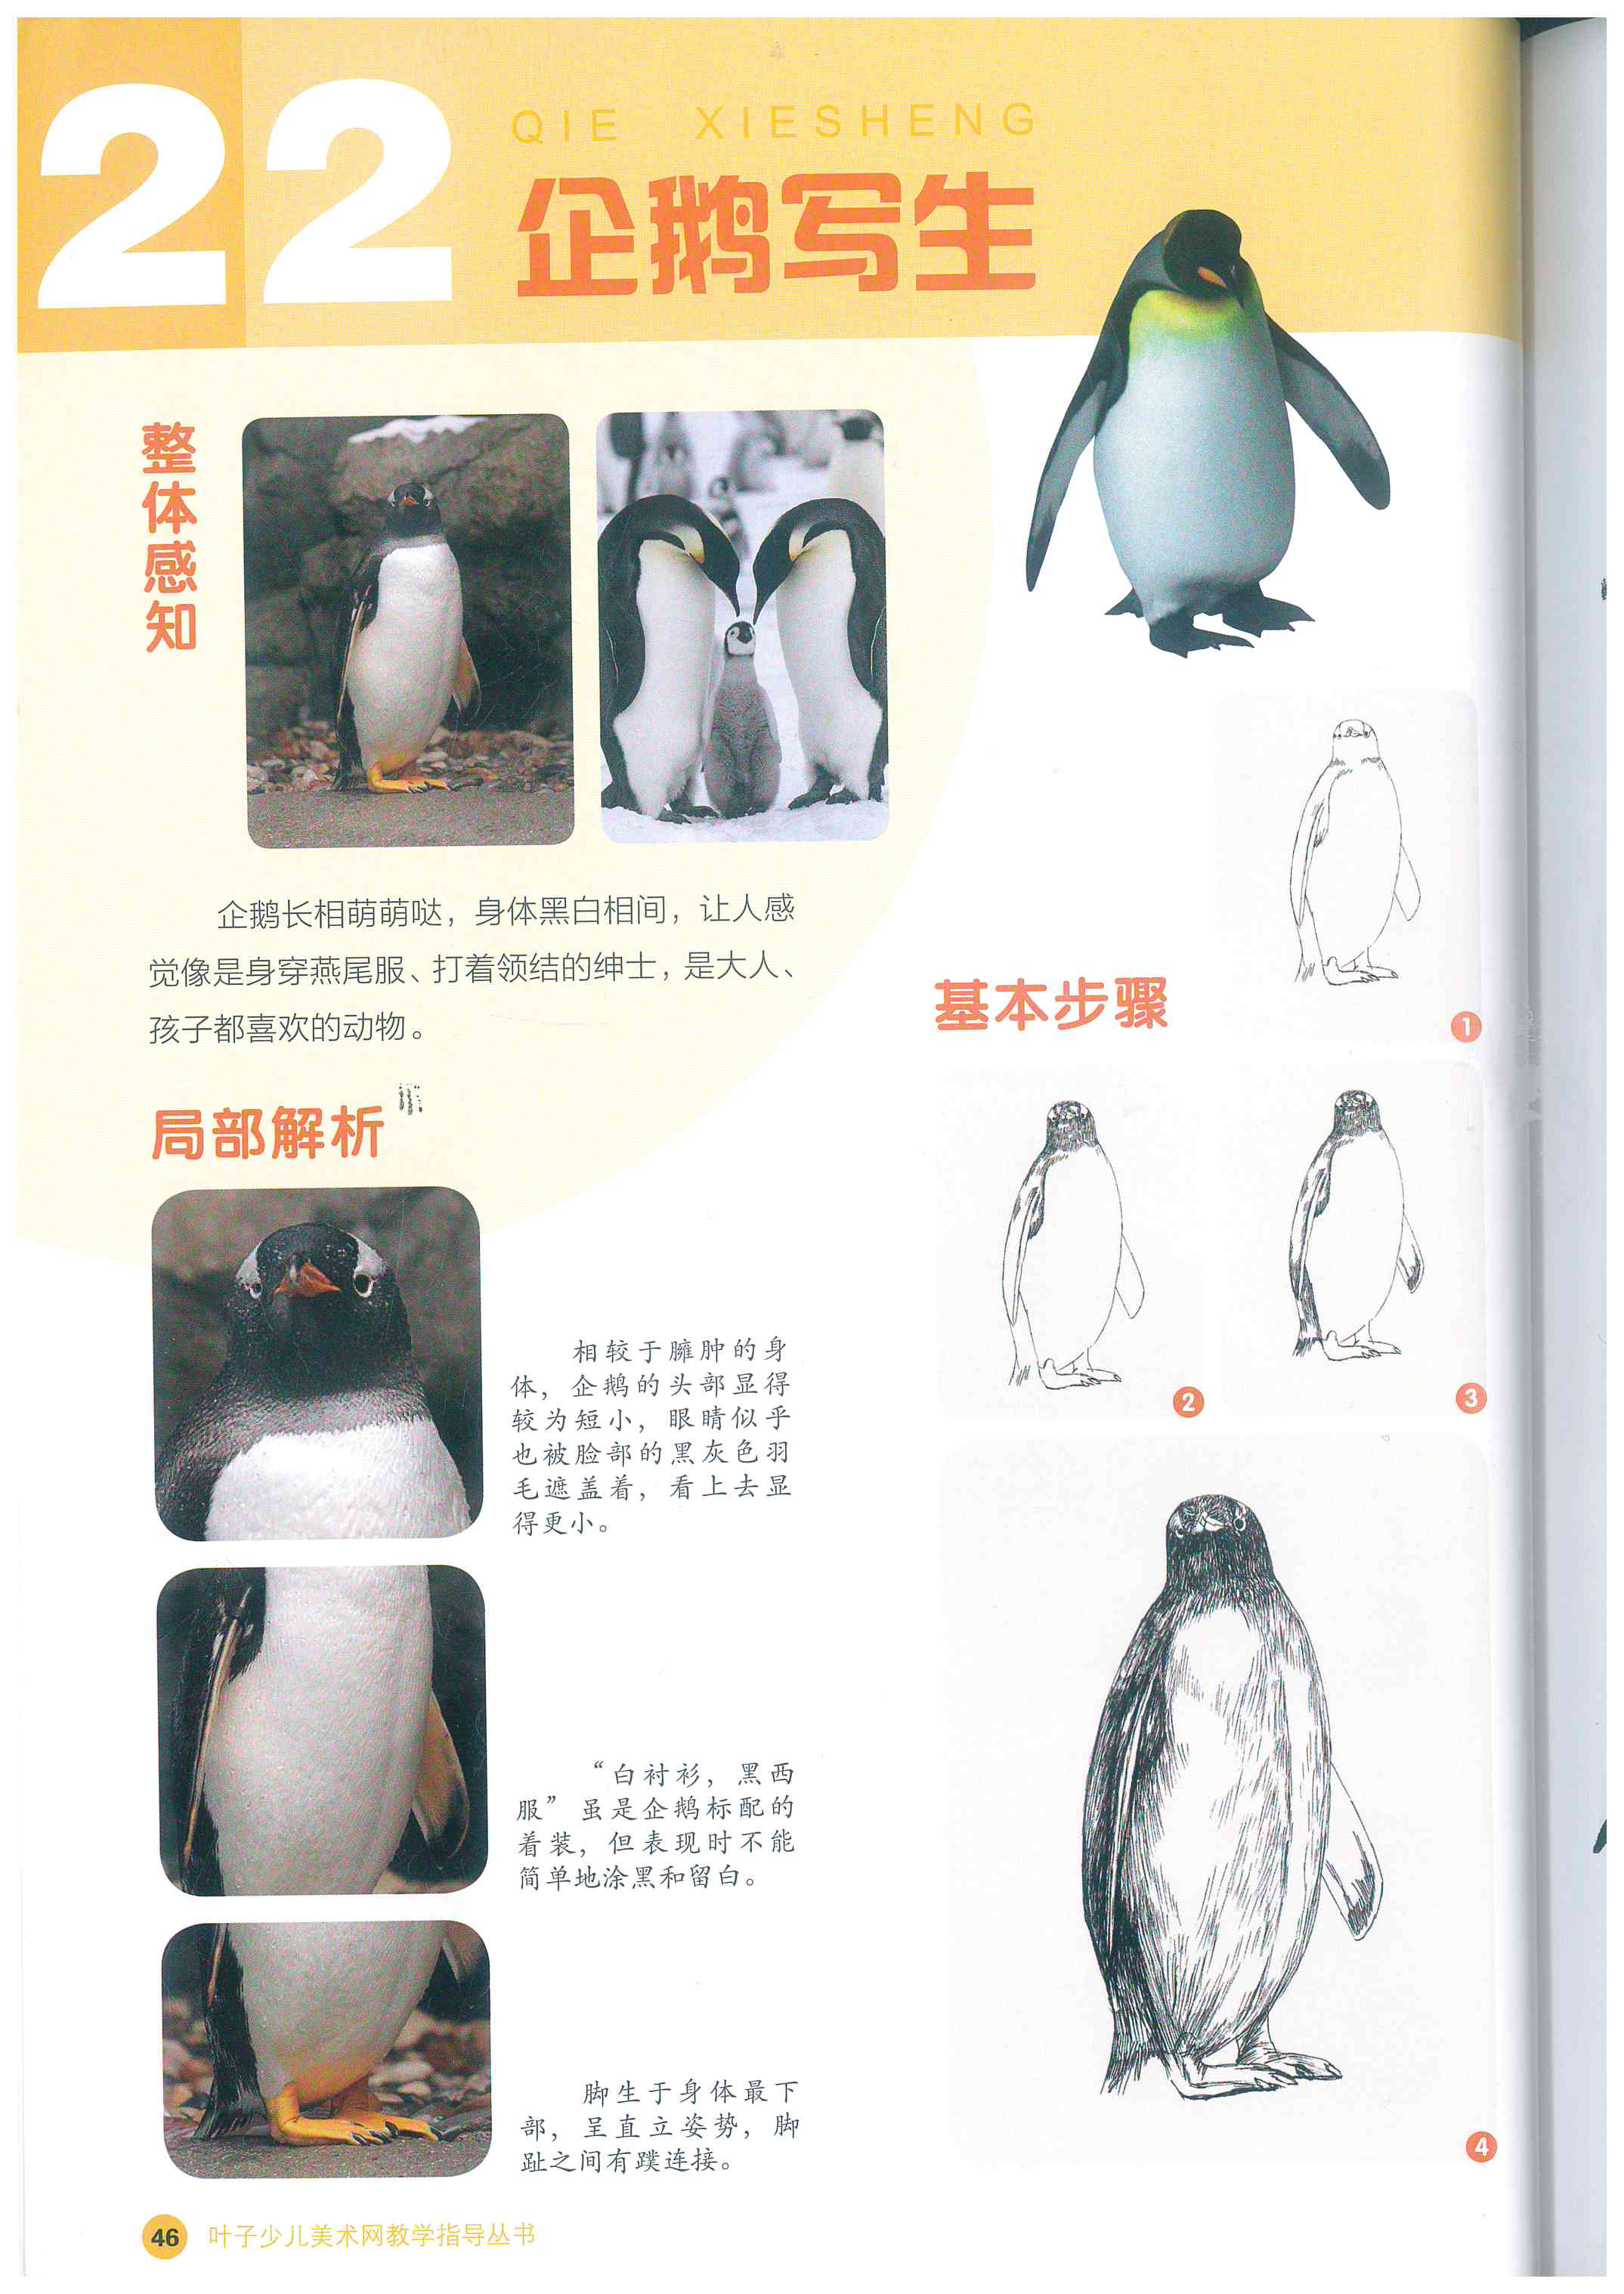 22
QIE XIESHENG
企鹅写生
整体感知
企鹅长相萌萌哒，身体黑白相间，让人感
觉像是身穿燕尾服、打着领结的绅士，是大人、
孩子都喜欢的动物。
局部解析
相较于臃肿的身
体，企鹅的头部显得
较为短小，眼睛似乎
也被脸部的黑灰色羽
毛遮盖着，看上去显
得更小。
“白衬衫，黑西
服”虽是企鹅标配的
着装，但表现时不能
简单地涂黑和留白。
脚生于身体最下
部，呈直立姿势，脚
趾之间有蹼连接。
基本步骤
1
2
3
4
46 叶子少儿美术网教学指导丛书